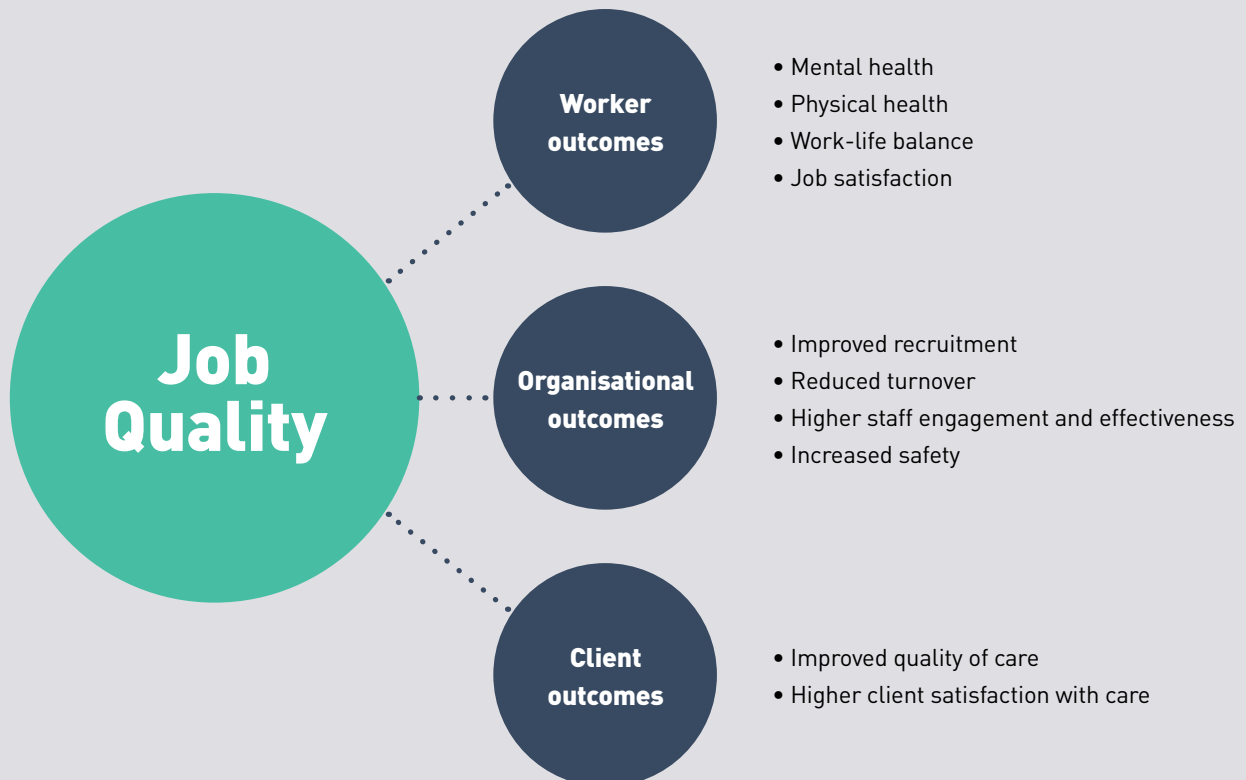 Job
Quality
Worker
outcomes
• Mental health
• Physical health
• Work-life balance
• Job satisfaction
Organisational
outcomes
• Improved recruitment
• Reduced turnover
• Higher staff engagement and effectiveness
• Increased safety
Client
outcomes
• Improved quality of care
• Higher client satisfaction with care